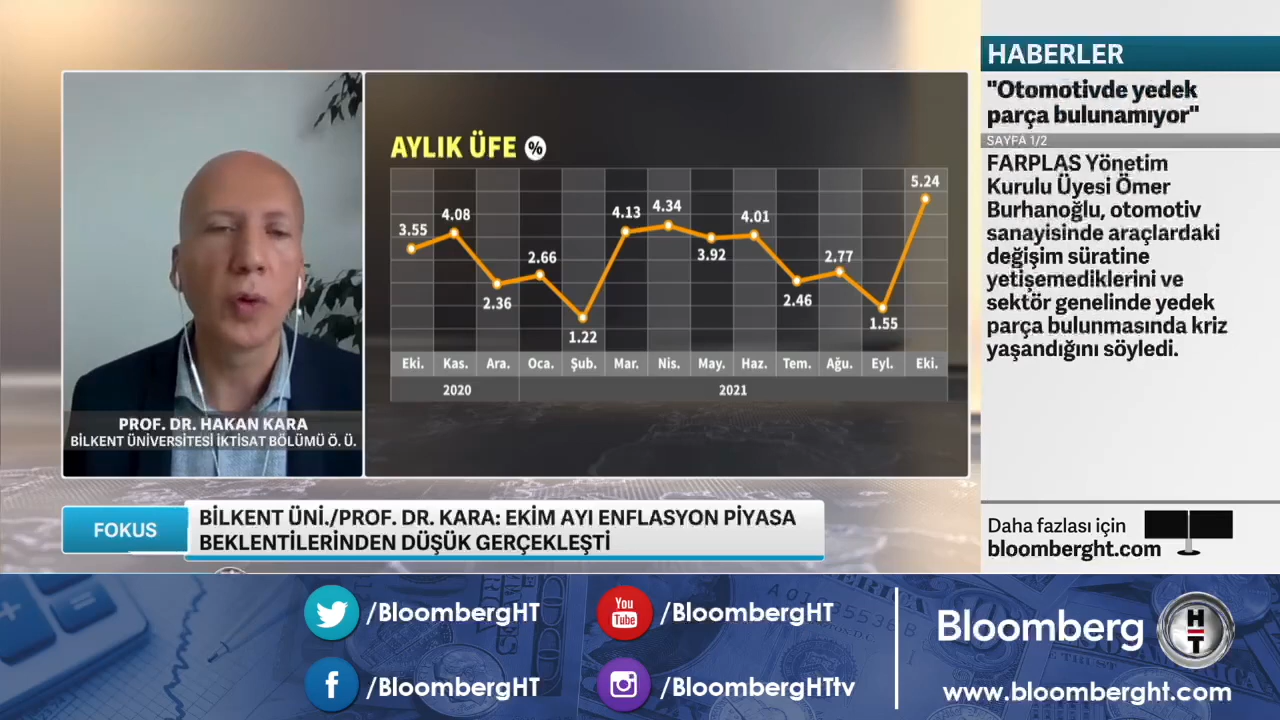 AYLIK ÜFE %
3.55
4.08
2.36
2.66
1.22
4.13
4.34
3.92
4.01
2.46
2.77
1.55
5.24
Eki. Kas. Ara. Oca. Şub. Mar. Nis. May. Haz. Tem. Ağu. Eyl. Eki.
2020 2021
PROF. DR. HAKAN KARA
BİLKENT ÜNİVERSİTESİ İKTİSAT BÖLÜMÜ Ö. Ü.
FOKUS
BİLKENT ÜNİ./PROF. DR. KARA: EKİM AYI ENFLASYON PİYASA
BEKLENTİLERİNDEN DÜŞÜK GERÇEKLEŞTİ
HABERLER
"Otomotivde yedek
parça bulunamıyor"
SAYFA 1/2
FARPLAS Yönetim
Kurulu Üyesi Ömer
Burhanoğlu, otomotiv
sanayisinde araçlardaki
değişim süratine
yetişemediklerini ve
sektör genelinde yedek
parça bulunmasında kriz
yaşandığını söyledi.
Daha fazlası için
bloomberght.com
/BloombergHT
You Tube /BloombergHT
/BloombergHT
/BloombergHTtv
Bloomberg HT
www.bloomberght.com